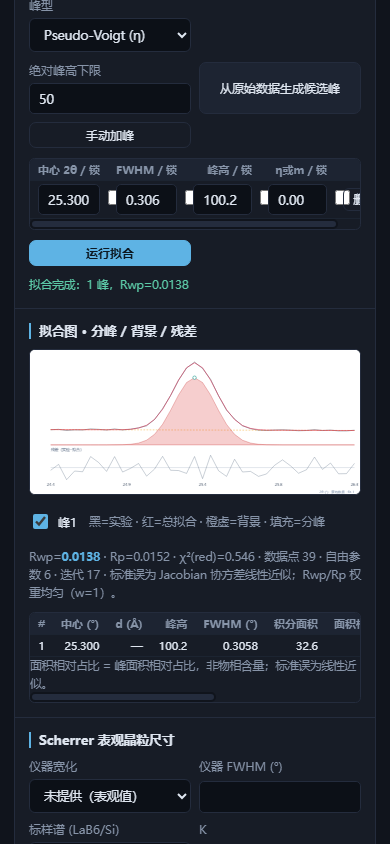 峰型
Pseudo-Voigt (η)
绝对峰高下限
50
从原始数据生成候选峰
手动加峰
中心 2θ / 锁 FWHM / 锁 峰高 / 锁 η或m / 锁
25.300 0.306 100.2 0.00
运行拟合
拟合完成：1 峰，Rwp=0.0138
拟合图 · 分峰 / 背景 / 残差
峰1 黑=实验 · 红=总拟合 · 橙虚=背景 · 填充=分峰
Rwp=0.0138 · Rp=0.0152 · χ²(red)=0.546 · 数据点 39 · 自由参
数 6 · 迭代 17 · 标准误为 Jacobian 协方差线性近似；Rwp/Rp 权
重均匀（w=1）。
# 中心 (°) d (Å) 峰高 FWHM (°) 积分面积
1 25.300 — 100.2 0.3058 32.6
面积相对占比 = 峰面积相对占比，非物相含量；标准误为线性近
似。
Scherrer 表观晶粒尺寸
仪器宽化 仪器 FWHM (°)
未提供（表观值）
标样谱 (LaB6/Si) K